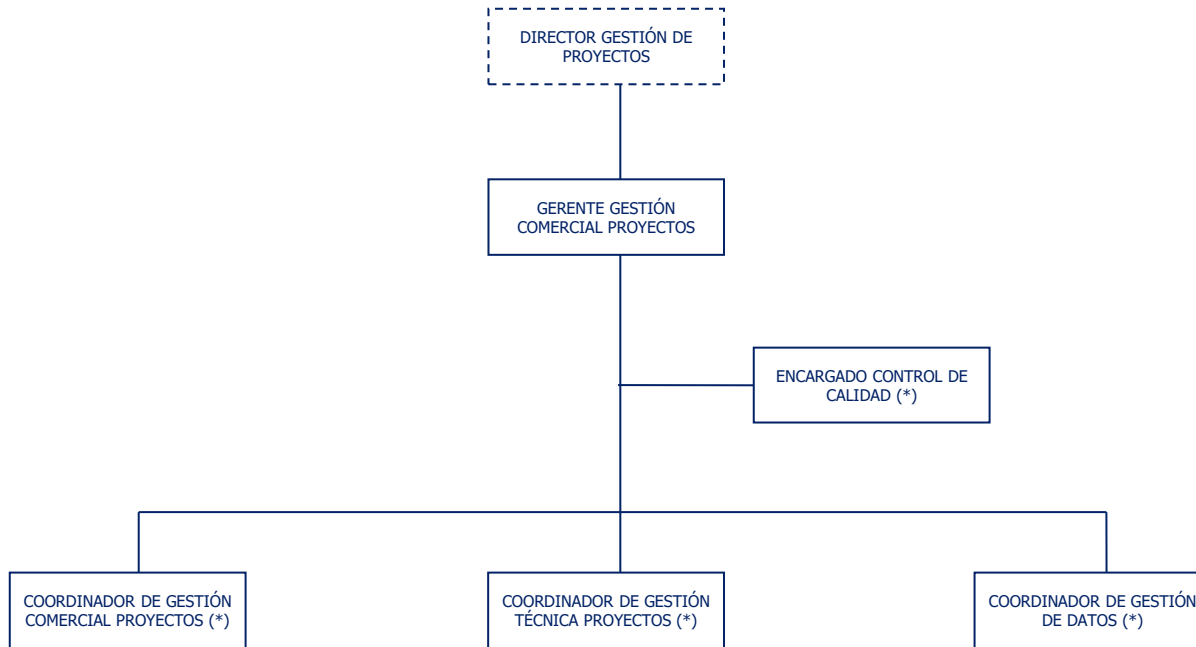 DIRECTOR GESTIÓN DE
PROYECTOS
GERENTE GESTIÓN
COMERCIAL PROYECTOS
ENCARGADO CONTROL DE
CALIDAD (*)
COORDINADOR DE GESTIÓN
COMERCIAL PROYECTOS (*)
COORDINADOR DE GESTIÓN
TÉCNICA PROYECTOS (*)
COORDINADOR DE GESTIÓN
DE DATOS (*)